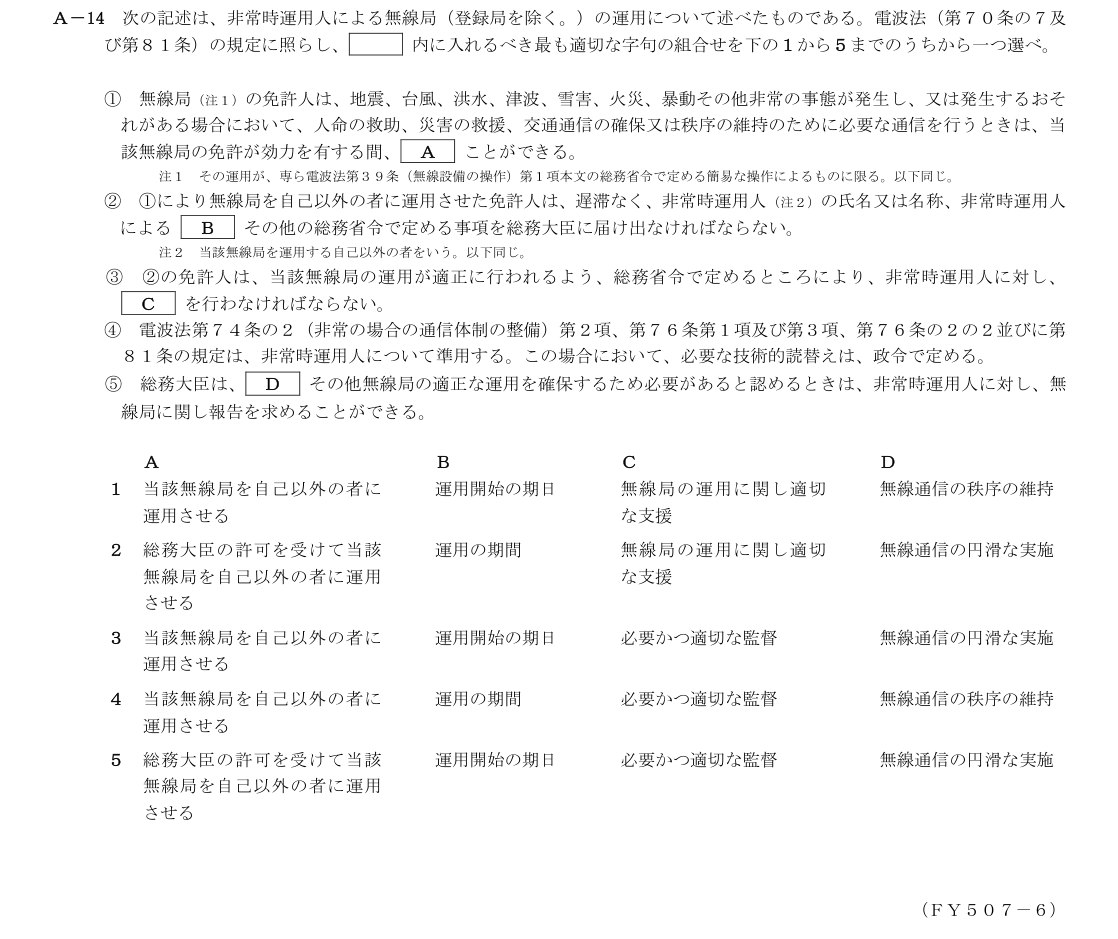 A－14　次の記述は、非常時運用人による無線局（登録局を除く。）の運用について述べたものである。電波法（第７０条の７及
び第８１条）の規定に照らし、　　　内に入れるべき最も適切な字句の組合せを下の1から5までのうちから一つ選べ。
①　無線局（注１）の免許人は、地震、台風、洪水、津波、雪害、火災、暴動その他非常の事態が発生し、又は発生するおそ
れがある場合において、人命の救助、災害の救援、交通通信の確保又は秩序の維持のために必要な通信を行うときは、当
該無線局の免許が効力を有する間、 A ことができる。
注１　その運用が、専ら電波法第３９条（無線設備の操作）第１項本文の総務省令で定める簡易な操作によるものに限る。以下同じ。
②　①により無線局を自己以外の者に運用させた免許人は、遅滞なく、非常時運用人（注２）の氏名又は名称、非常時運用人
による B その他の総務省令で定める事項を総務大臣に届け出なければならない。
注２　当該無線局を運用する自己以外の者をいう。以下同じ。
③　②の免許人は、当該無線局の運用が適正に行われるよう、総務省令で定めるところにより、非常時運用人に対し、
C を行わなければならない。
④　電波法第７４条の２（非常の場合の通信体制の整備）第２項、第７６条第１項及び第３項、第７６条の２の２並びに第
８１条の規定は、非常時運用人について準用する。この場合において、必要な技術的読替えは、政令で定める。
⑤　総務大臣は、 D その他無線局の適正な運用を確保するため必要があると認めるときは、非常時運用人に対し、無
線局に関し報告を求めることができる。
A　B　C　D
1　当該無線局を自己以外の者に　運用開始の期日　無線局の運用に関し適切　無線通信の秩序の維持
運用させる　な支援
2　総務大臣の許可を受けて当該　運用の期間　無線局の運用に関し適切　無線通信の円滑な実施
無線局を自己以外の者に運用　な支援
させる
3　当該無線局を自己以外の者に　運用開始の期日　必要かつ適切な監督　無線通信の円滑な実施
運用させる
4　当該無線局を自己以外の者に　運用の期間　必要かつ適切な監督　無線通信の秩序の維持
運用させる
5　総務大臣の許可を受けて当該　運用開始の期日　必要かつ適切な監督　無線通信の円滑な実施
無線局を自己以外の者に運用
させる
（ＦＹ５０７－６）